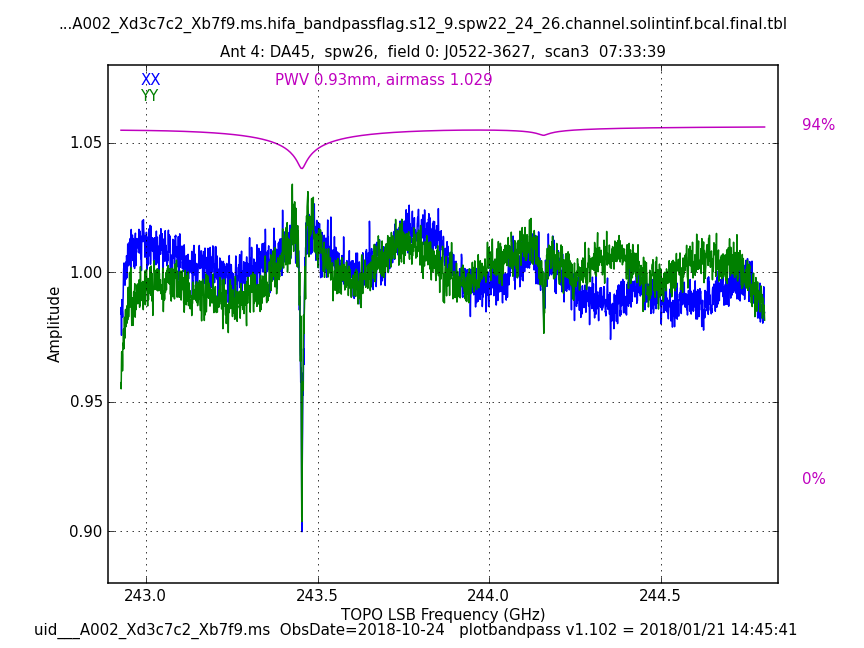 ...A002_Xd3c7c2_Xb7f9.ms.hifa_bandpassflag.s12_9.spw22_24_26.channel.solintinf.bcal.final.tbl
Ant 4: DA45,  spw26,  field 0: J0522-3627,  scan3  07:33:39
XX
YY
PWV 0.93mm, airmass 1.029
94%
0%
1.05
1.00
0.95
0.90
Amplitude
243.0
243.5
244.0
244.5
TOPO LSB Frequency (GHz)
uid___A002_Xd3c7c2_Xb7f9.ms  ObsDate=2018-10-24   plotbandpass v1.102 = 2018/01/21 14:45:41